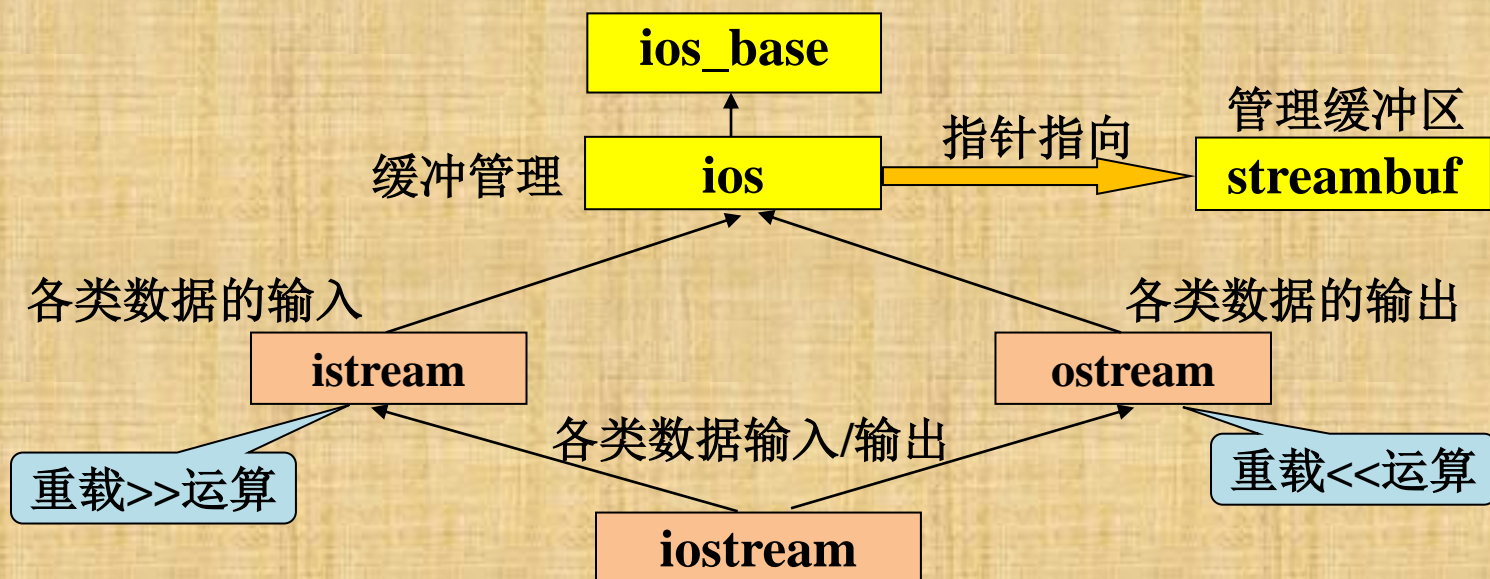 ios_base
管理缓冲区
指针指向
缓冲管理
ios
streambuf
各类数据的输入
各类数据的输出
istream
ostream
各类数据输入/输出
重载>>运算
重载<<运算
iostream